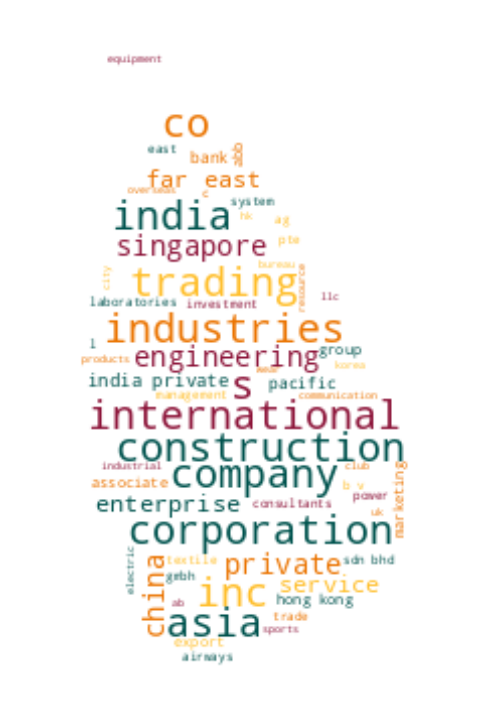 equipment
co
east
bank
abb
far east
overseas
c
system
india
hk
ag
singapore
pte
bureau
city
trading
resource
llc
laboratories
investment
industries
l
group
products
engineering
korea
india private
s
pacific
management
communication
international
construction
industrial
company
club
associate
b v
marketing
power
enterprise
consultants
uk
corporation
electric
china
textile
private
sdn bhd
gmbh
service
inc
hong kong
ab
asia
trade
sports
export
airways